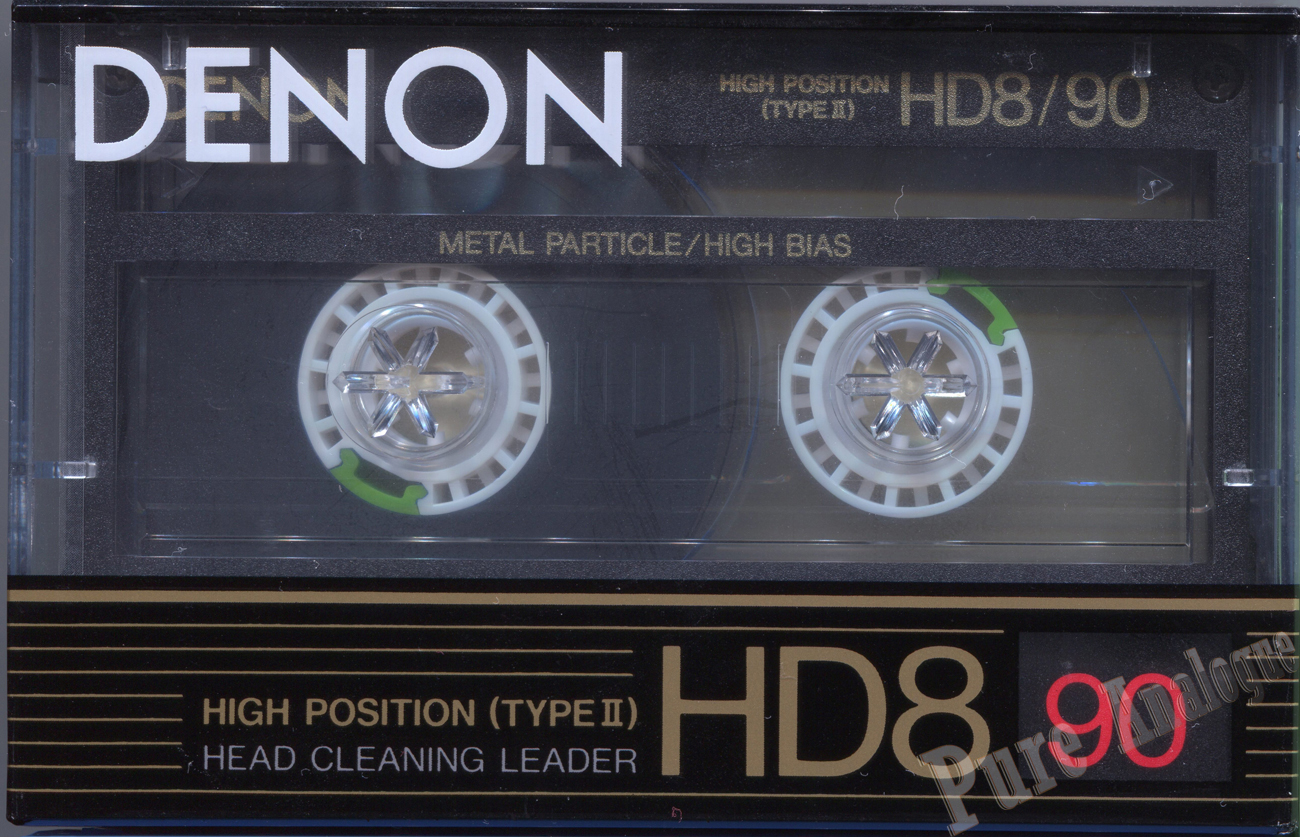 DENON
DENON
HIGH POSITION
(TYPE II)
HD8/90
METAL PARTICLE/HIGH BIAS
HIGH POSITION (TYPE II)
HEAD CLEANING LEADER
HD8
90
Pure Analogue